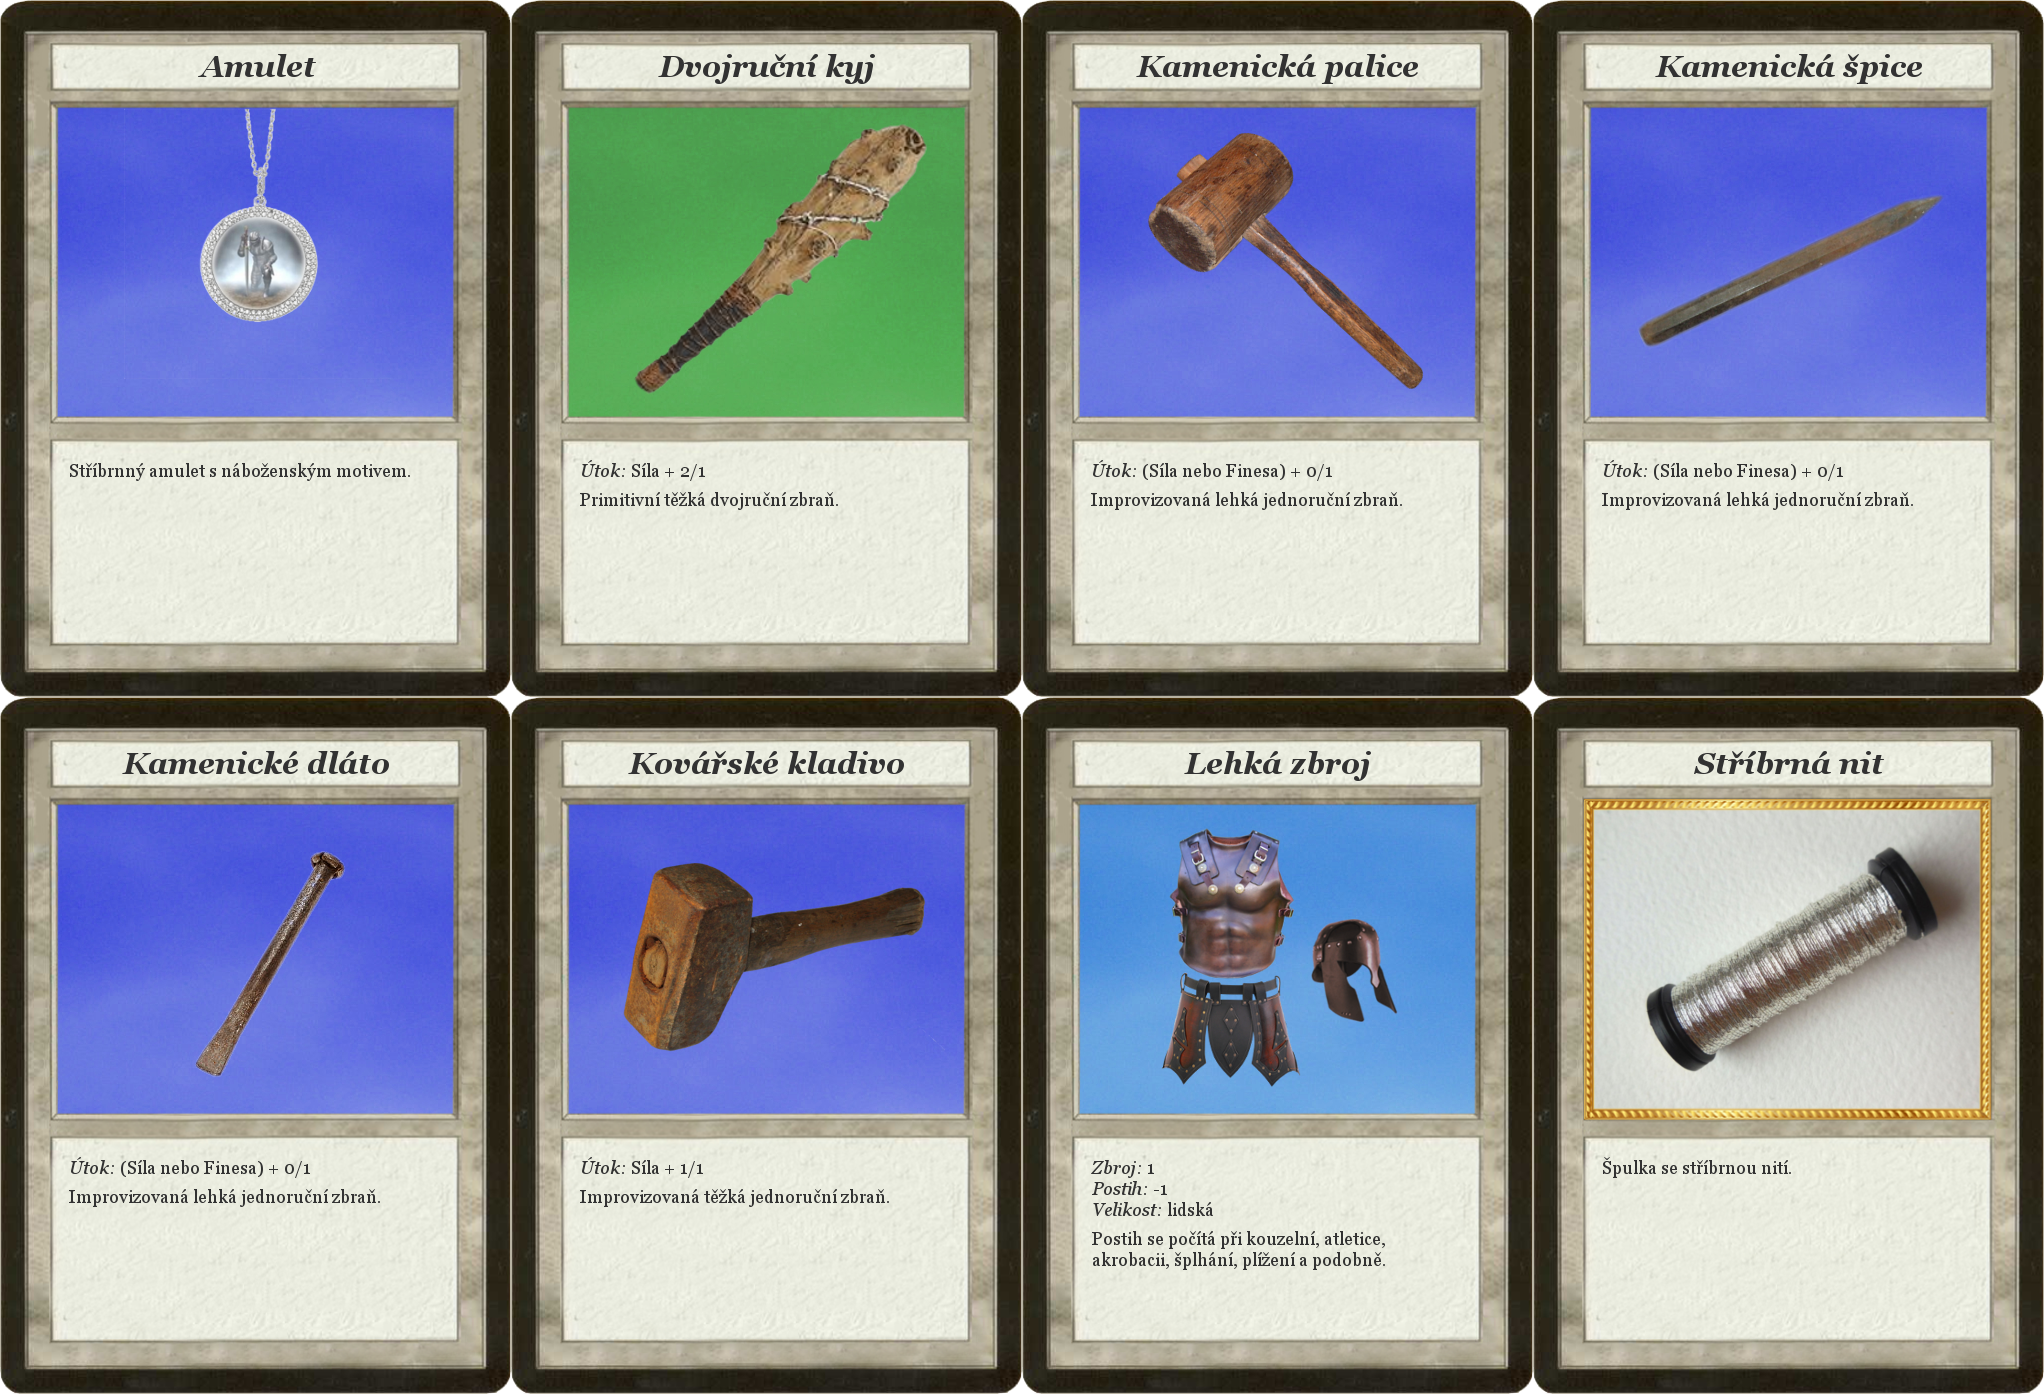 Amulet
Stříbrnný amulet s náboženským motivem.
Dvojruční kyj
Útok: Síla + 2/1
Primitivní těžká dvojruční zbraň.
Kamenická palice
Útok: (Síla nebo Finesa) + 0/1
Improvizovaná lehká jednoruční zbraň.
Kamenická špice
Útok: (Síla nebo Finesa) + 0/1
Improvizovaná lehká jednoruční zbraň.
Kamenické dláto
Útok: (Síla nebo Finesa) + 0/1
Improvizovaná lehká jednoruční zbraň.
Kovářské kladivo
Útok: Síla + 1/1
Improvizovaná těžká jednoruční zbraň.
Lehká zbroj
Zbroj: 1
Postih: -1
Velikost: lidská
Postih se počítá při kouzelní, atletice,
akrobacii, šplhání, plížení a podobně.
Stříbrná nit
Špulka se stříbrnou nití.